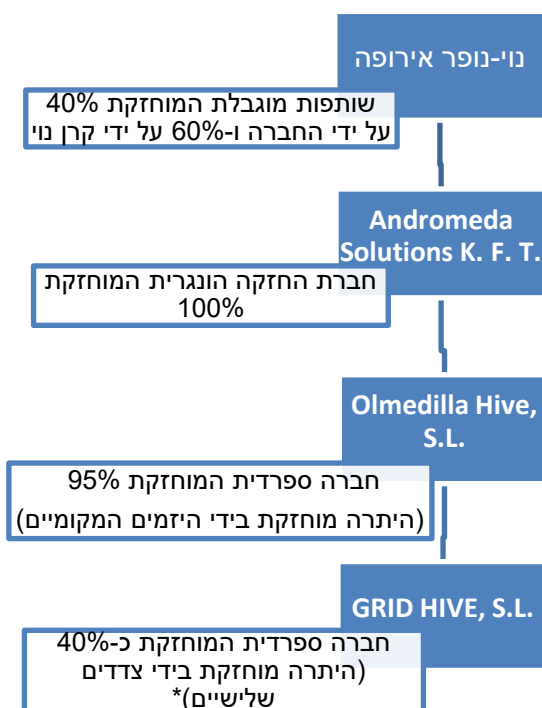 נוי-נופר אירופה
שותפות מוגבלת המוחזקת 40%
על ידי החברה ו-60% על ידי קרן נוי
Andromeda
Solutions K. F. T.
חברת החזקה הונגרית המוחזקת
100%
Olmedilla Hive,
S.L.
חברה ספרדית המוחזקת 95%
(היתרה מוחזקת בידי היזמים המקומיים)
GRID HIVE, S.L.
חברה ספרדית המוחזקת כ-40%
(היתרה מוחזקת בידי צדדים
שלישיים)*